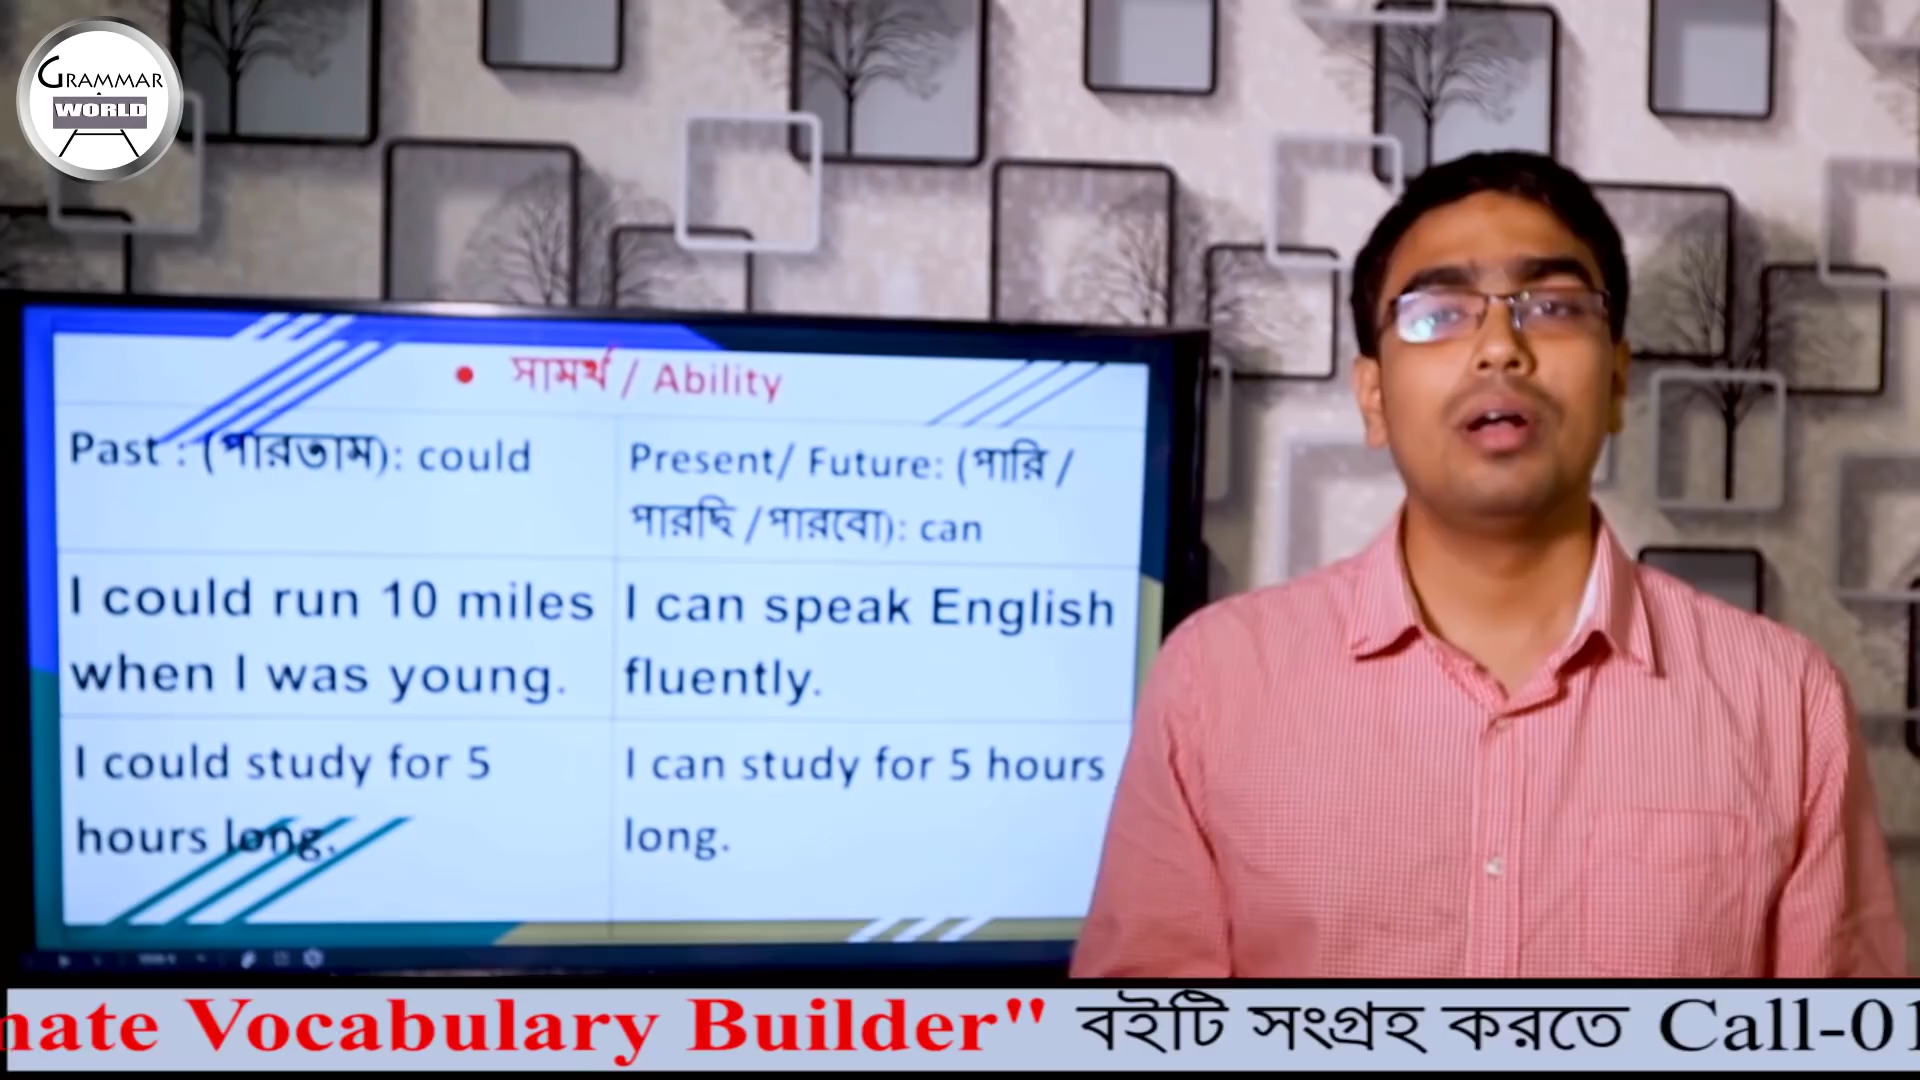 GRAMMAR
WORLD
• সামর্থ / Ability
Past : (পারতাম): could
Present/ Future: (পারি /
পারছি /পারবো): can
I could run 10 miles
when I was young.
I can speak English
fluently.
I could study for 5
hours long.
I can study for 5 hours
long.
Vocabulary Builder" বইটি সংগ্রহ করতে Call-01